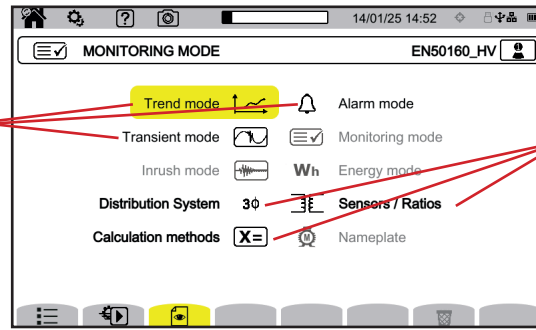 14/01/25 14:52
MONITORING MODE
EN50160_HV
Trend mode
Alarm mode
Transient mode
Monitoring mode
Inrush mode
Wh
Energy mode
Distribution System
3ϕ
Sensors / Ratios
Calculation methods
X=
M
Nameplate